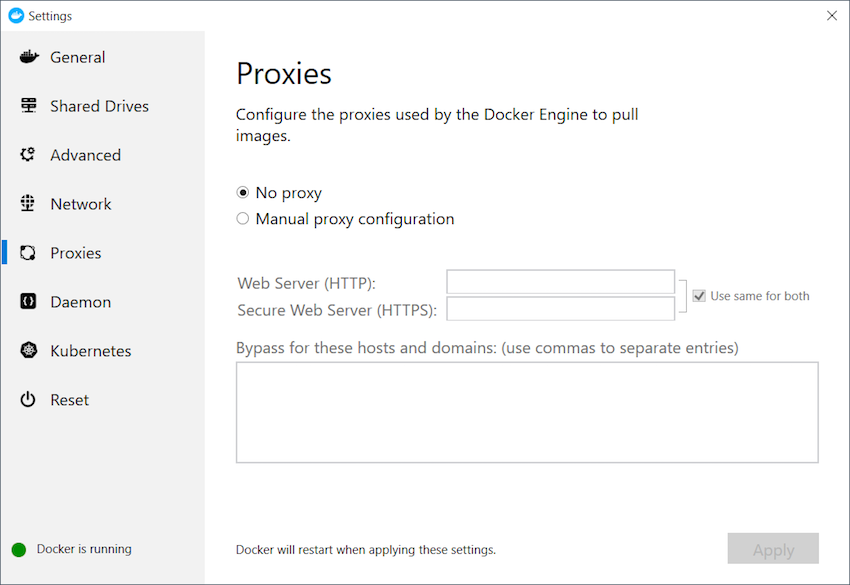 Settings
General
Shared Drives
Advanced
Network
Proxies
Daemon
Kubernetes
Reset
Docker is running
Proxies
Configure the proxies used by the Docker Engine to pull
images.
No proxy
Manual proxy configuration
Web Server (HTTP):
Secure Web Server (HTTPS):
Use same for both
Bypass for these hosts and domains: (use commas to separate entries)
Docker will restart when applying these settings.
Apply